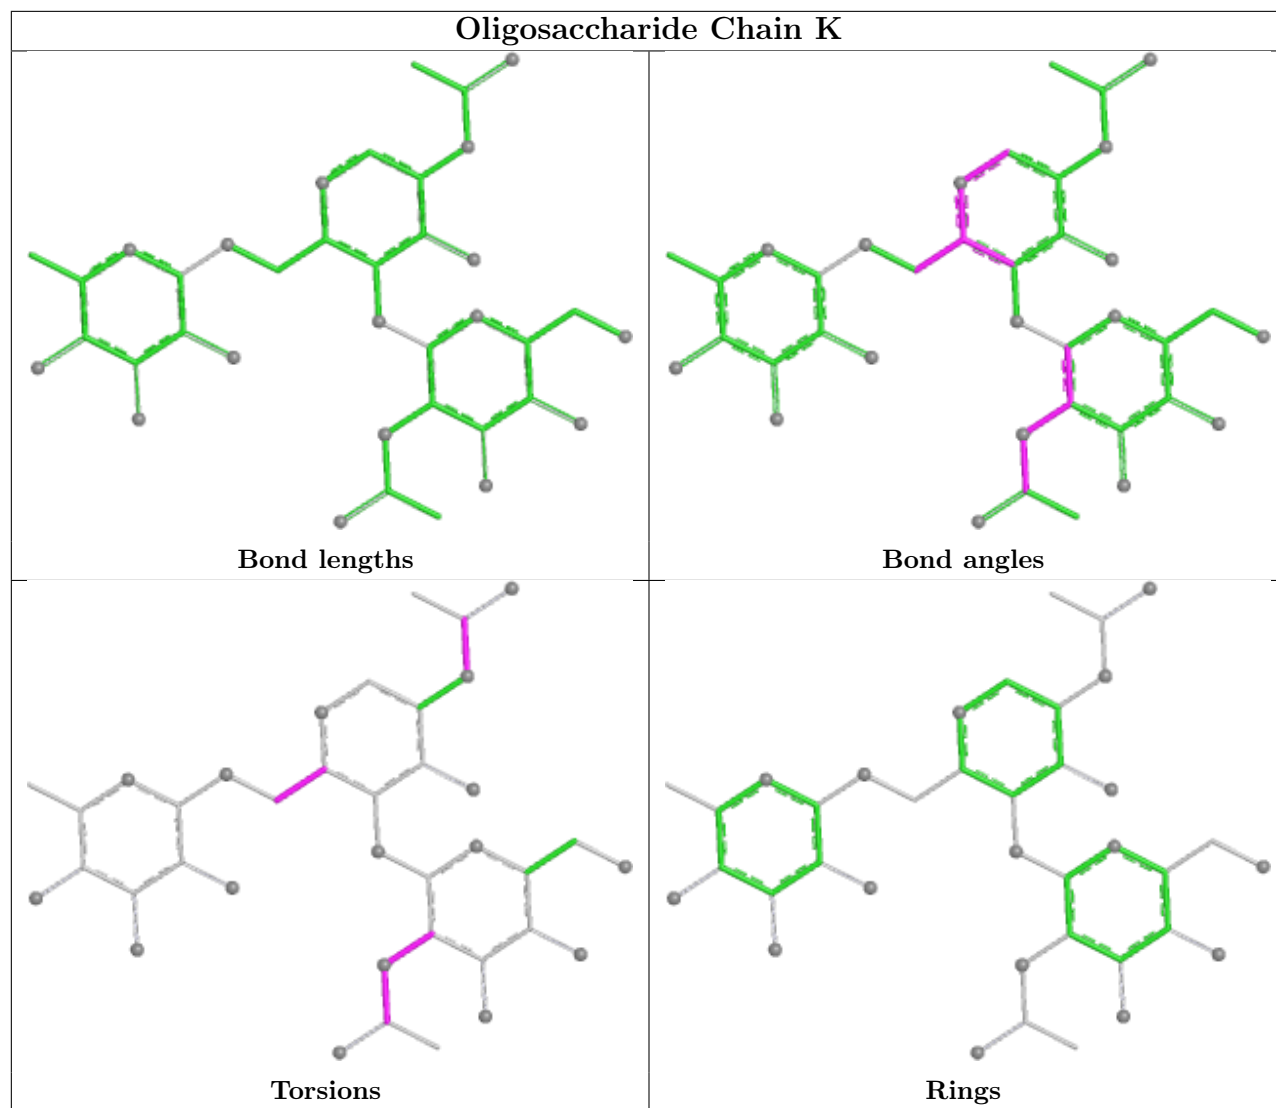 Oligosaccharide Chain K
Bond lengths
Bond angles
Torsions
Rings